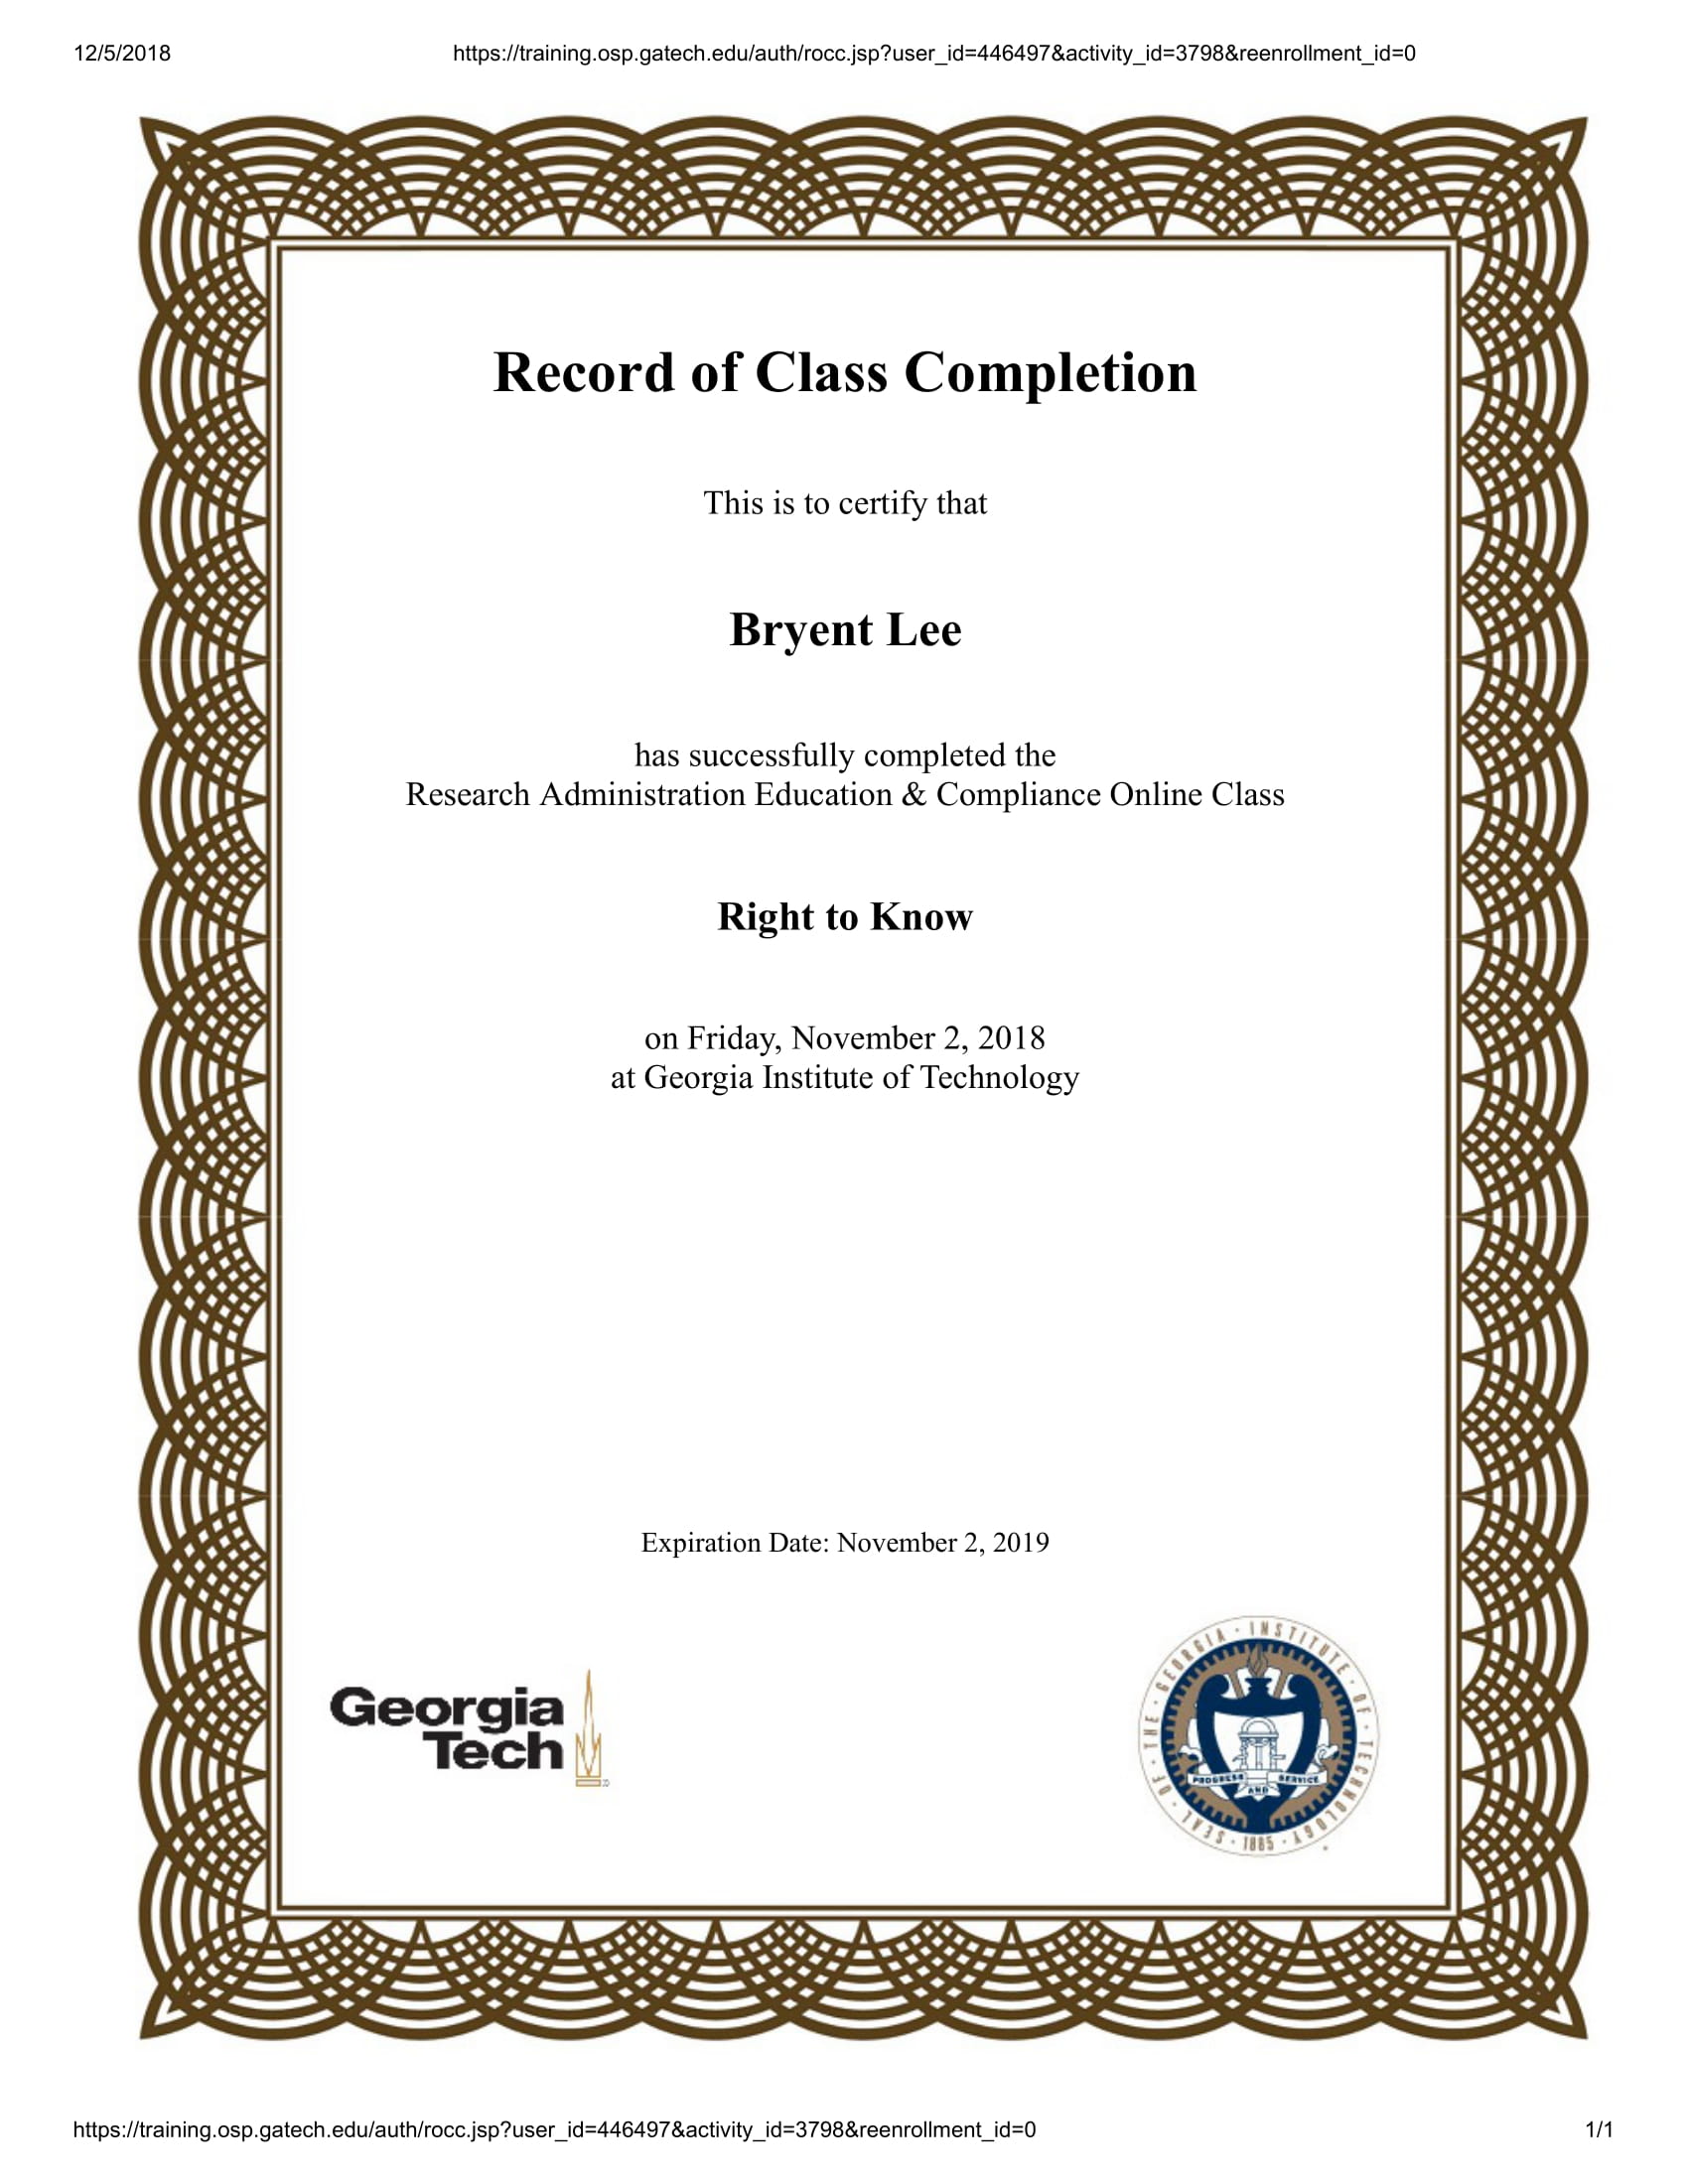 12/5/2018
https://training.osp.gatech.edu/auth/rocc.jsp?user_id=446497&activity_id=3798&reenrollment_id=0
Record of Class Completion
This is to certify that
Bryent Lee
has successfully completed the
Research Administration Education & Compliance Online Class
Right to Know
on Friday, November 2, 2018
at Georgia Institute of Technology
Expiration Date: November 2, 2019
Georgia
Tech
SEAL · OF · THE · GEORGIA · INSTITUTE · OF · TECHNOLOGY · 1885
PROGRESS AND SERVICE
https://training.osp.gatech.edu/auth/rocc.jsp?user_id=446497&activity_id=3798&reenrollment_id=0
1/1